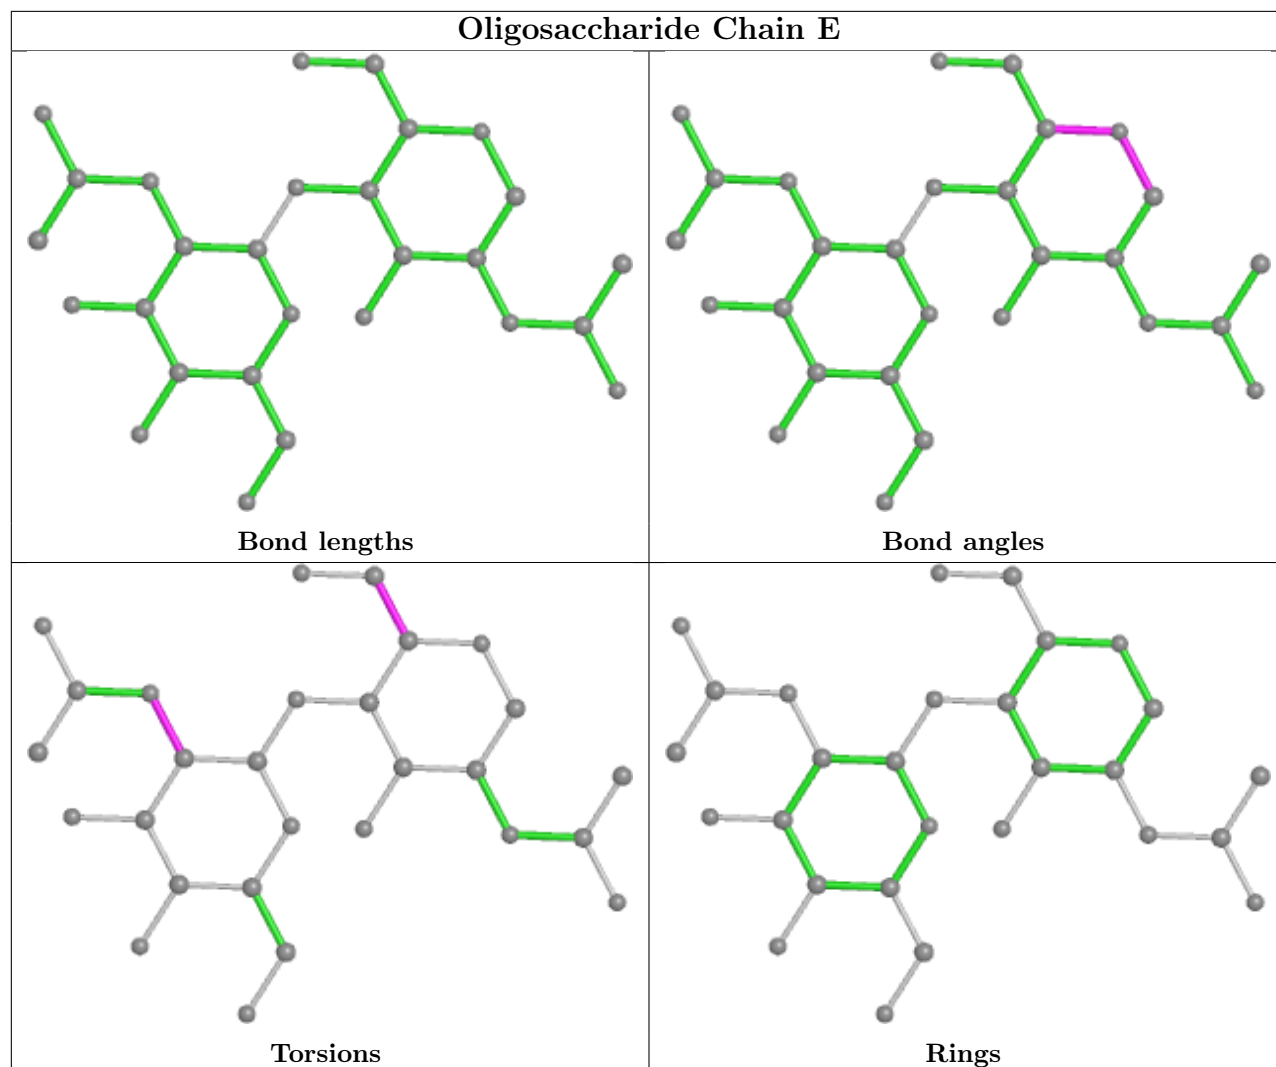 Oligosaccharide Chain E
Bond lengths
Bond angles
Torsions
Rings